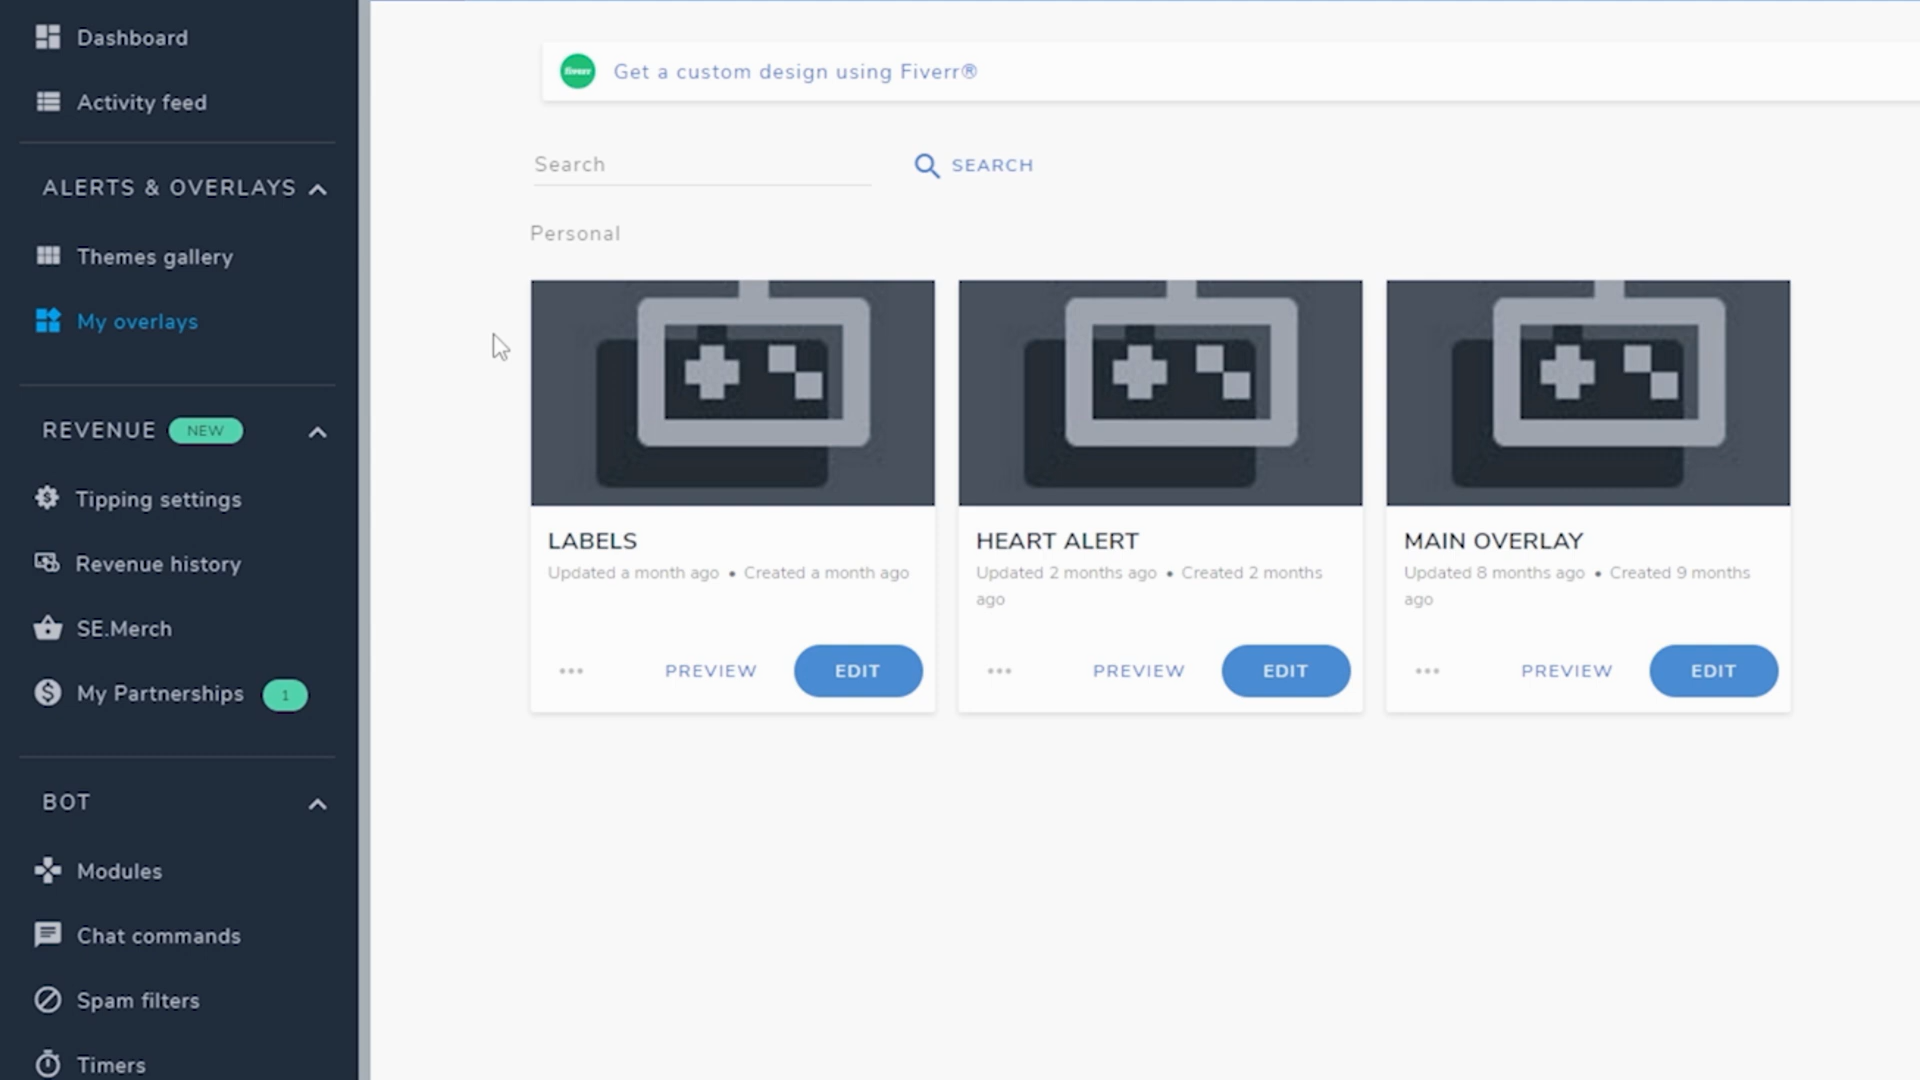 Dashboard
Activity feed
ALERTS & OVERLAYS
Themes gallery
My overlays
REVENUE NEW
Tipping settings
Revenue history
SE.Merch
My Partnerships 1
BOT
Modules
Chat commands
Spam filters
Timers
fiverr Get a custom design using Fiverr®
Search SEARCH
Personal
LABELS
Updated a month ago • Created a month ago
••• PREVIEW EDIT
HEART ALERT
Updated 2 months ago • Created 2 months
ago
••• PREVIEW EDIT
MAIN OVERLAY
Updated 8 months ago • Created 9 months
ago
••• PREVIEW EDIT